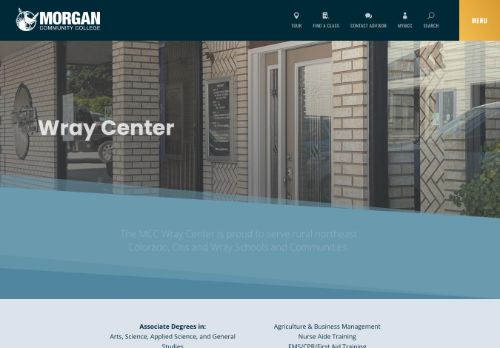 MORGAN
COMMUNITY COLLEGE
TOUR
FIND A CLASS
CONTACT ADVISOR
MYMCC
SEARCH
MENU
Wray Center
The MCC Wray Center is proud to serve rural northeast
Colorado, Otis and Wray Schools and Communities.
Associate Degrees in:
Arts, Science, Applied Science, and General
Studies
Agriculture & Business Management
Nurse Aide Training
EMS/CPR/First Aid Training